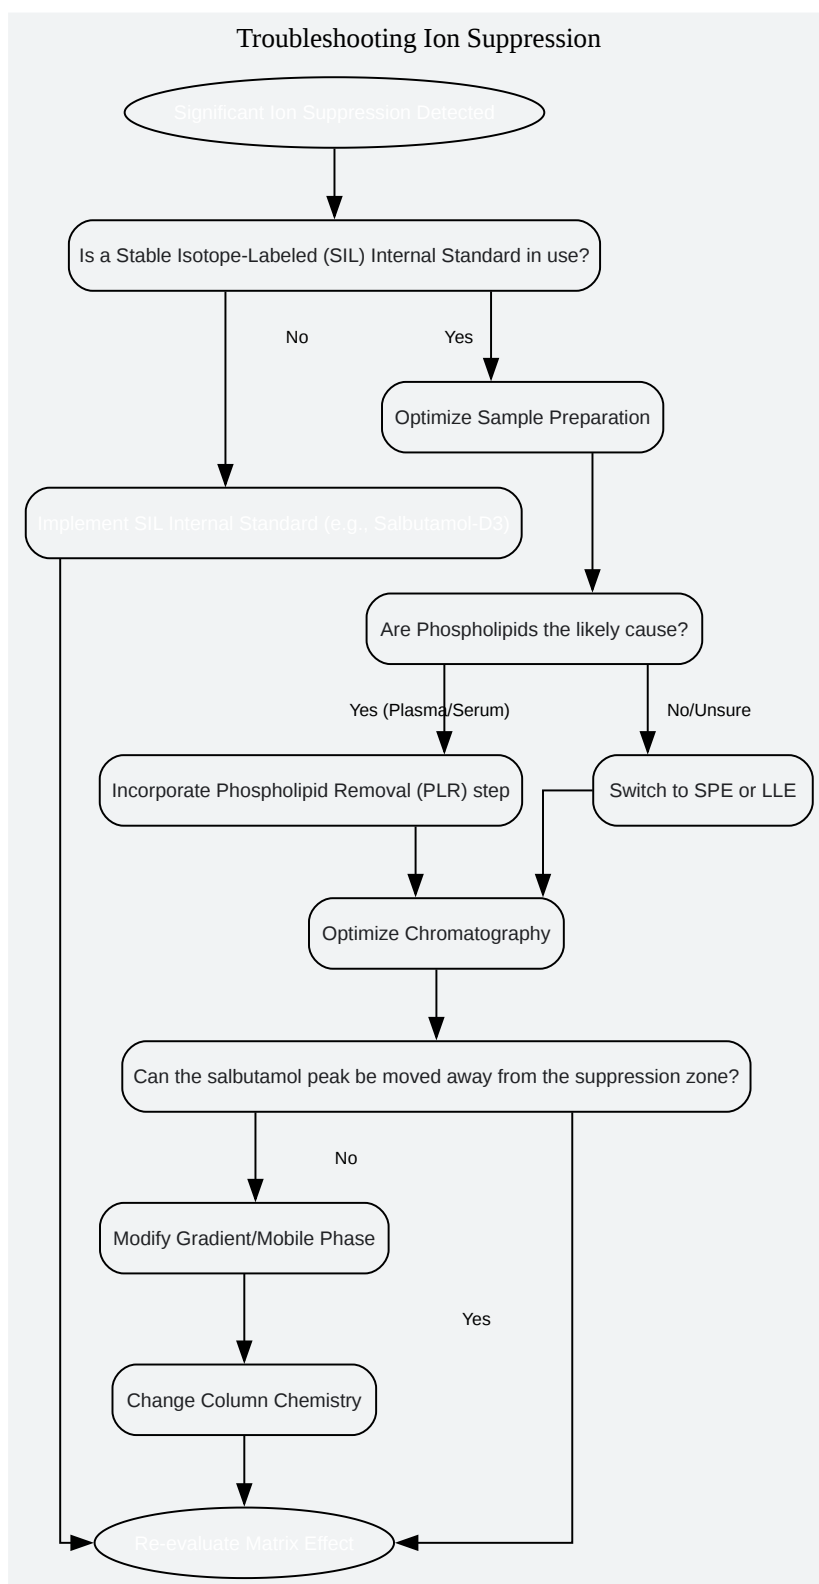 Troubleshooting Ion Suppression
Significant Ion Suppression Detected
Is a Stable Isotope-Labeled (SIL) Internal Standard in use?
No
Yes
Optimize Sample Preparation
Implement SIL Internal Standard (e.g., Salbutamol-D3)
Are Phospholipids the likely cause?
Yes (Plasma/Serum)
No/Unsure
Incorporate Phospholipid Removal (PLR) step
Switch to SPE or LLE
Optimize Chromatography
Can the salbutamol peak be moved away from the suppression zone?
No
Modify Gradient/Mobile Phase
Yes
Change Column Chemistry
Re-evaluate Matrix Effect